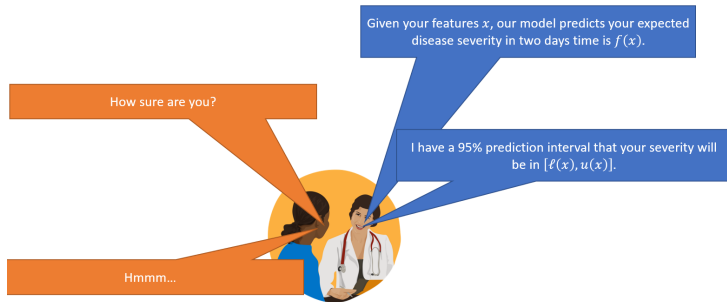 Given your features 𝑥, our model predicts your expected
disease severity in two days time is 𝑓(𝑥).
How sure are you?
I have a 95% prediction interval that your severity will
be in [ℓ(𝑥), 𝑢(𝑥)].
Hmmm...